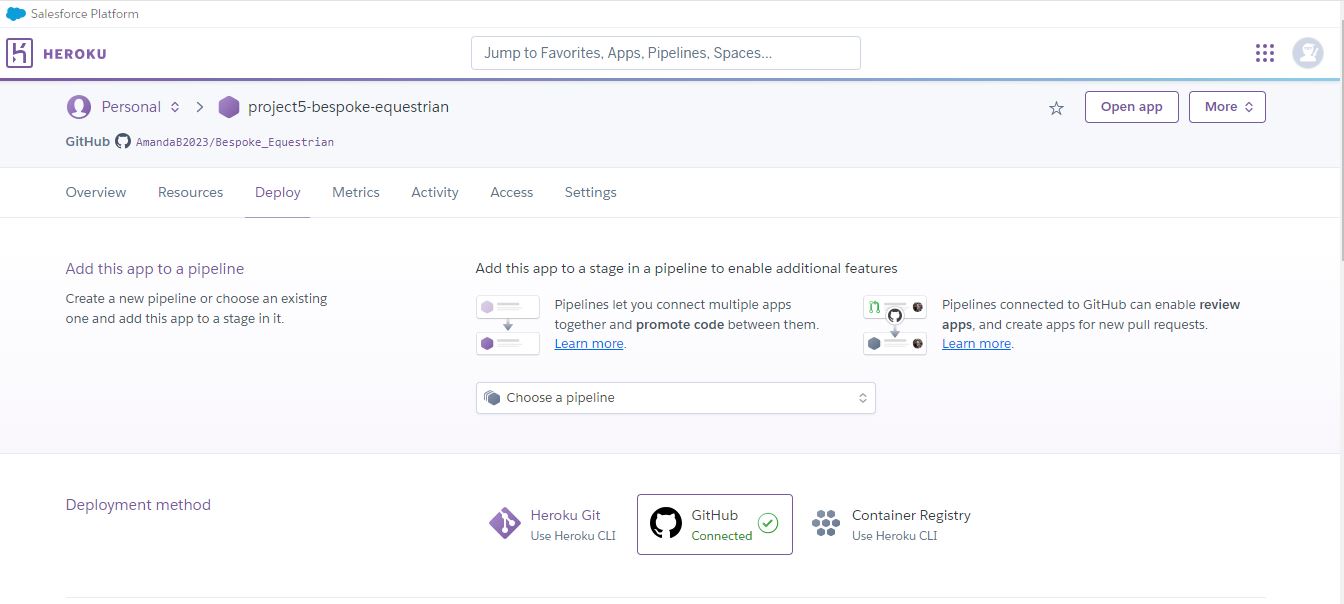 Salesforce Platform
HEROKU
Jump to Favorites, Apps, Pipelines, Spaces...
Personal
project5-bespoke-equestrian
Open app
More
GitHub AmandaB2023/Bespoke_Equestrian
Overview Resources Deploy Metrics Activity Access Settings
Add this app to a pipeline
Create a new pipeline or choose an existing
one and add this app to a stage in it.
Add this app to a stage in a pipeline to enable additional features
Pipelines let you connect multiple apps
together and promote code between them.
Learn more.
Pipelines connected to GitHub can enable review
apps, and create apps for new pull requests.
Learn more.
Choose a pipeline
Deployment method
Heroku Git
Use Heroku CLI
GitHub
Connected
Container Registry
Use Heroku CLI